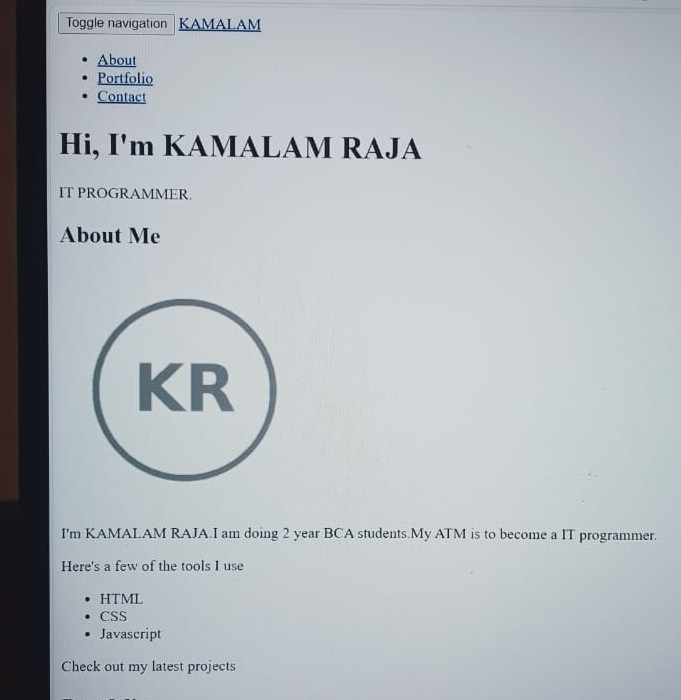 Toggle navigation KAMALAM
About
Portfolio
Contact
Hi, I'm KAMALAM RAJA
IT PROGRAMMER.
About Me
KR
I'm KAMALAM RAJA.I am doing 2 year BCA students.My ATM is to become a IT programmer.
Here's a few of the tools I use
HTML
CSS
Javascript
Check out my latest projects